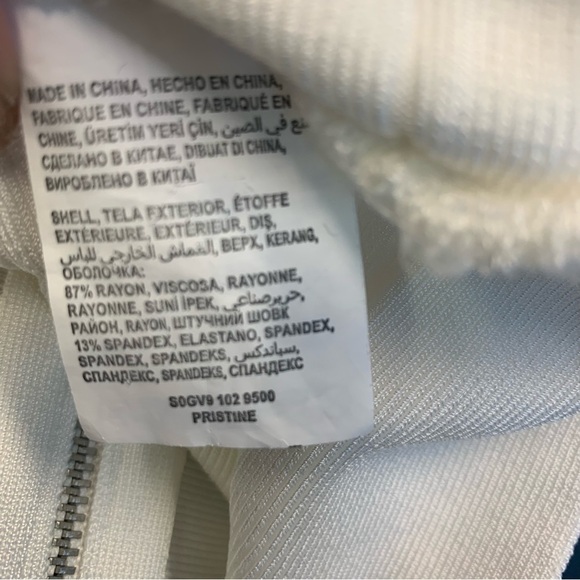 MADE IN CHINA, HECHO EN CHINA,
FABRIQUE EN CHINE, FABRIQUÉ EN
CHINE, ÜRETİM YERİ ÇİN, صنع في الصين
СДЕЛАНО В КИТАЕ, DIBUAT DI CHINA,
ВИРОБЛЕНО В КИТАЇ
SHELL, TELA EXTERIOR, ÉTOFFE
EXTÉRIEURE, EXTÉRIEUR, DIŞ,
القماش الخارجي للباس, ВЕРХ, KERANG,
ОБОЛОЧКА:
87% RAYON, VISCOSA, RAYONNE,
RAYONNE, SUNİ İPEK, حريرصناعي,
РАЙОН, RAYON, ШТУЧНИЙ ШОВК
13% SPANDEX, ELASTANO, SPANDEX,
SPANDEX, SPANDEKS, سباندكس,
СПАНДЕКС, SPANDEKS, СПАНДЕКС
S0GV9 102 9500
PRISTINE